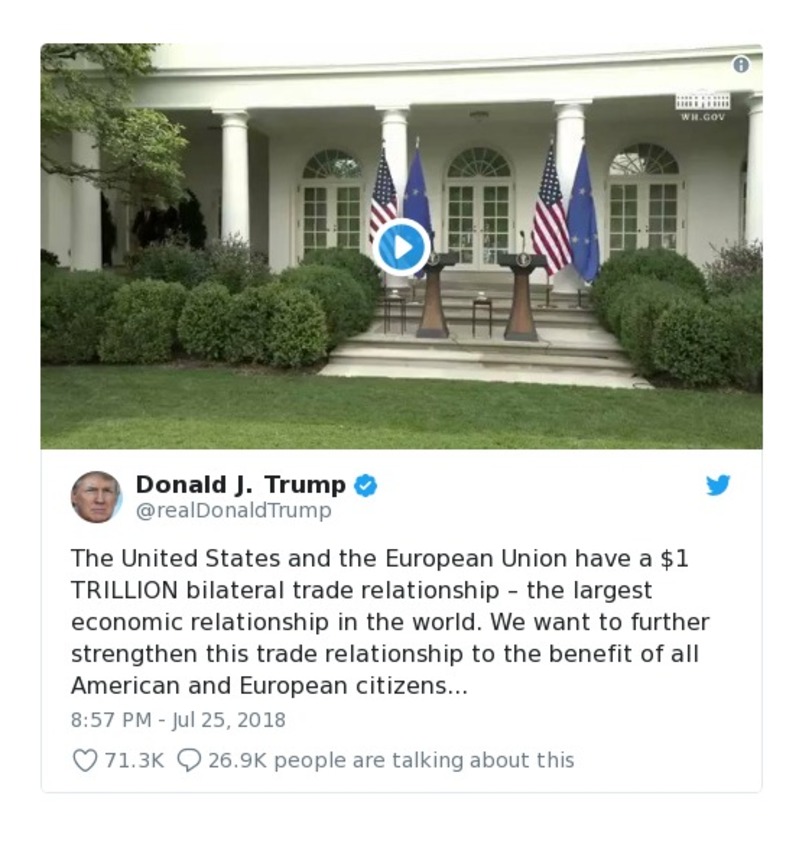 WH.GOV
Donald J. Trump
@realDonaldTrump
The United States and the European Union have a $1
TRILLION bilateral trade relationship – the largest
economic relationship in the world. We want to further
strengthen this trade relationship to the benefit of all
American and European citizens...
8:57 PM - Jul 25, 2018
71.3K 26.9K people are talking about this